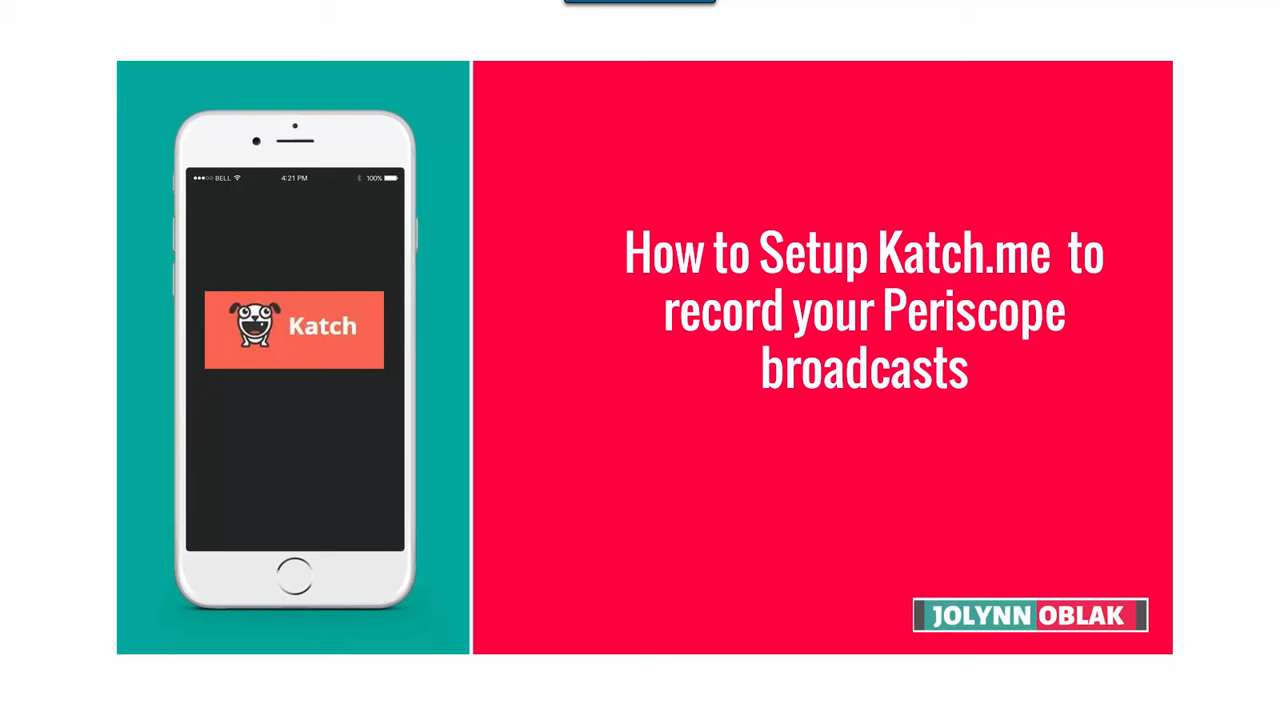 BELL 4:21 PM 100%
Katch
How to Setup Katch.me to
record your Periscope
broadcasts
JOLYNN OBLAK